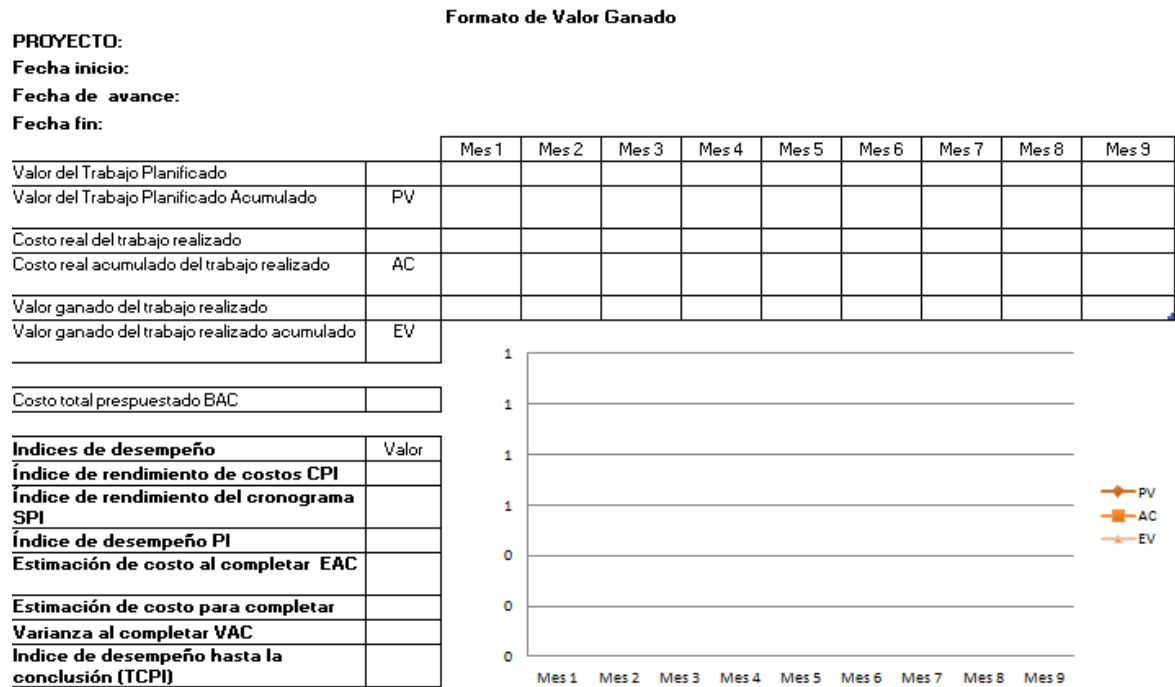 Formato de Valor Ganado
PROYECTO:
Fecha inicio:
Fecha de avance:
Fecha fin:
Mes 1 Mes 2 Mes 3 Mes 4 Mes 5 Mes 6 Mes 7 Mes 8 Mes 9
Valor del Trabajo Planificado
Valor del Trabajo Planificado Acumulado PV
Costo real del trabajo realizado
Costo real acumulado del trabajo realizado AC
Valor ganado del trabajo realizado
Valor ganado del trabajo realizado acumulado EV
Costo total prespuestado BAC
Indices de desempeño Valor
Índice de rendimiento de costos CPI
Índice de rendimiento del cronograma
SPI
Índice de desempeño PI
Estimación de costo al completar EAC
Estimación de costo para completar
Varianza al completar VAC
Indice de desempeño hasta la
conclusión (TCPI)
1
1
1
1
0
0
0
Mes 1 Mes 2 Mes 3 Mes 4 Mes 5 Mes 6 Mes 7 Mes 8 Mes 9
PV
AC
EV